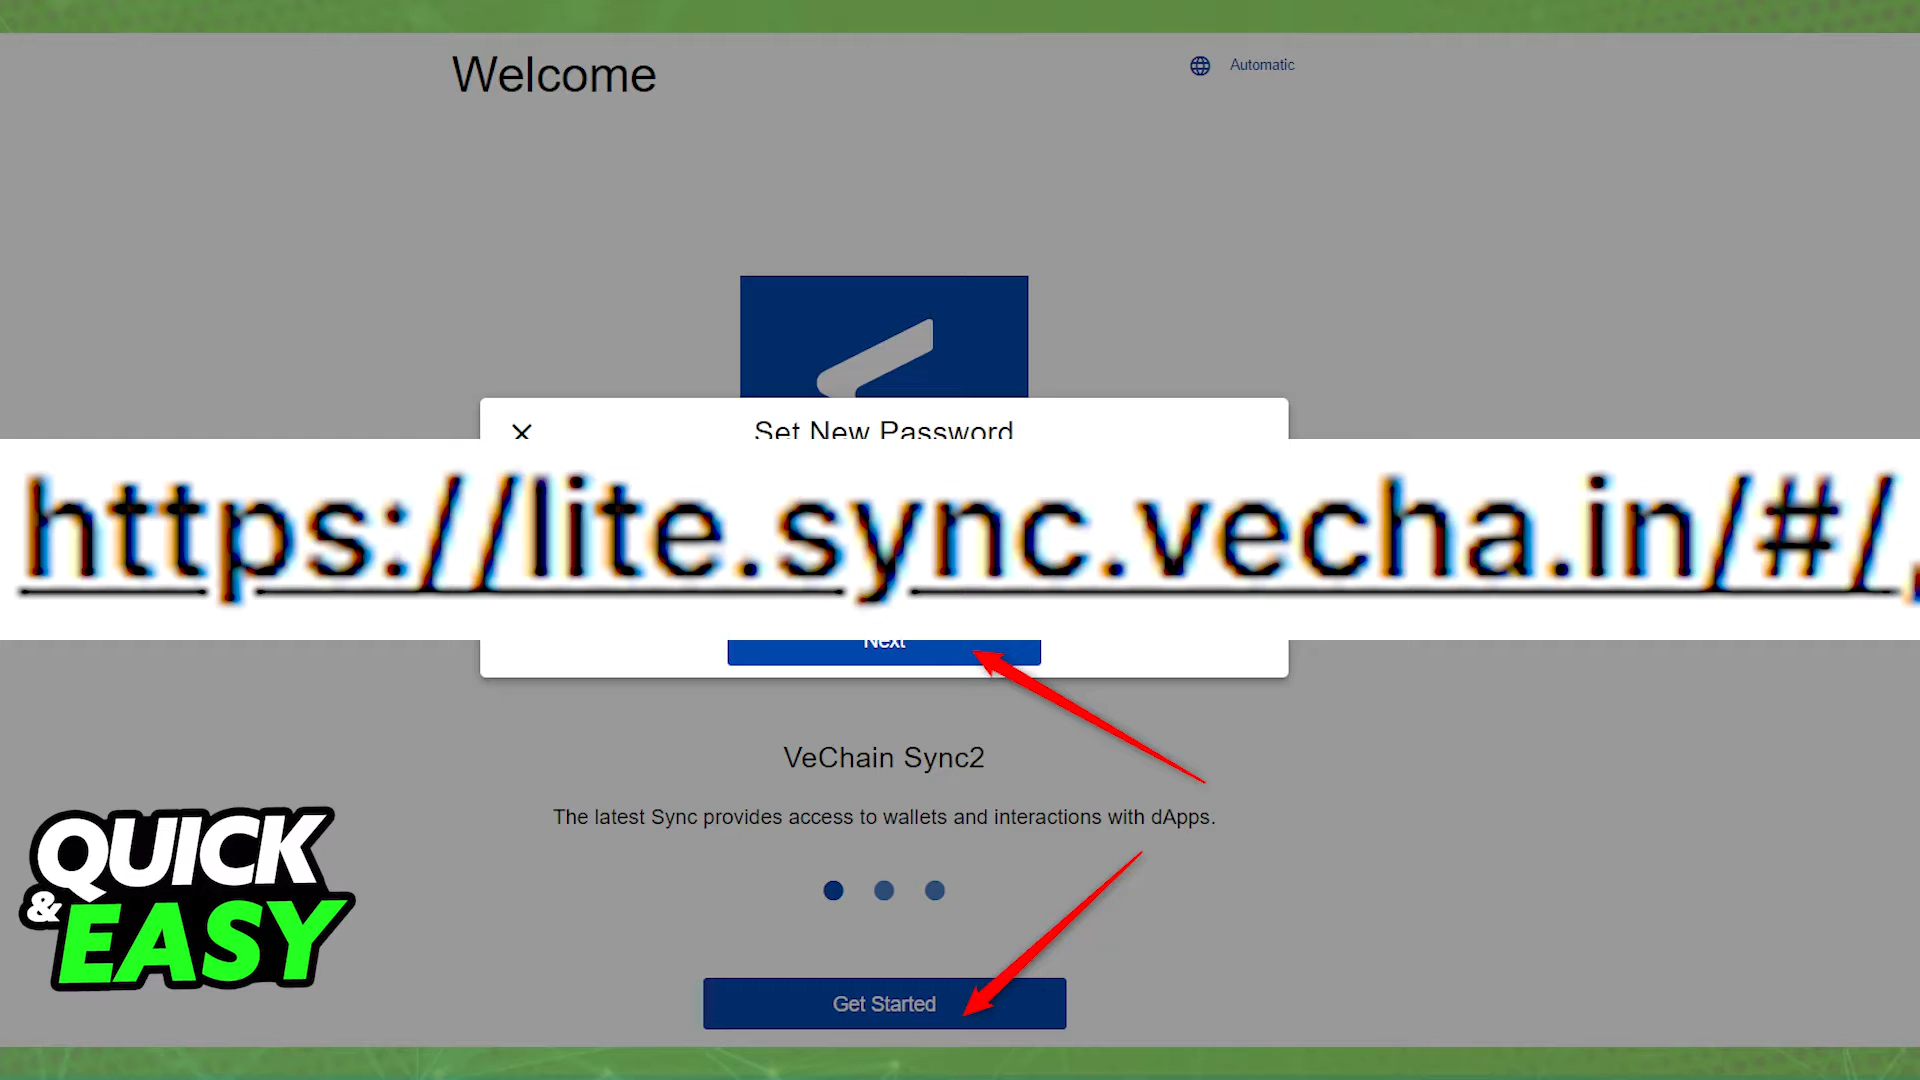 Welcome
Automatic
Set New Password
https://lite.sync.vecha.in/#/
Next
VeChain Sync2
The latest Sync provides access to wallets and interactions with dApps.
QUICK
& EASY
Get Started